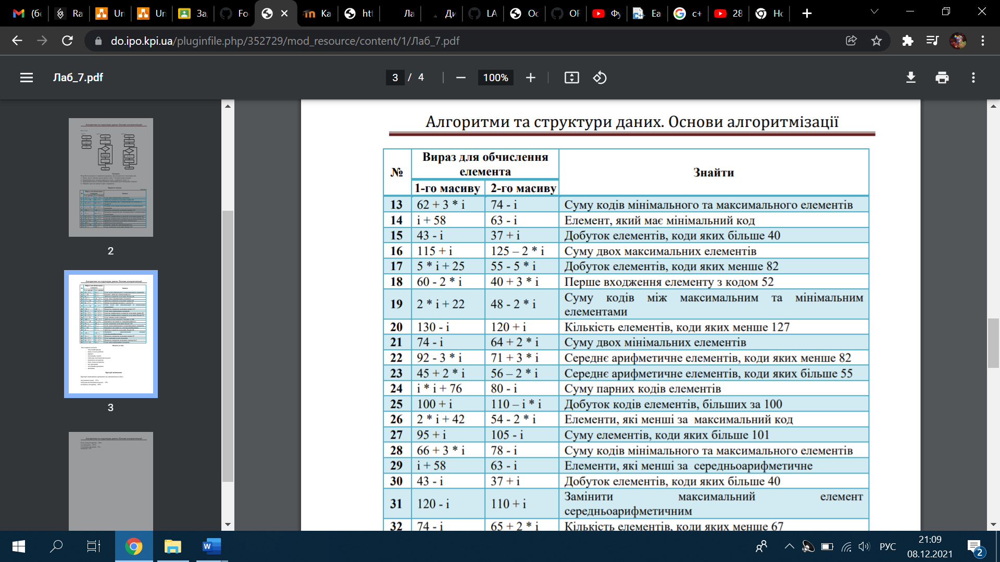 (бе
Ra
Un
Un
За
Fo
Ка
htt
Ла
Ди
LA
Ос
OF
Фу
Ea
c+
28
Нс
do.ipo.kpi.ua/pluginfile.php/352729/mod_resource/content/1/Лаб_7.pdf
Лаб_7.pdf
3 / 4
100%
2
3
Алгоритми та структури даних. Основи алгоритмізації
№ Вираз для обчислення елемента Знайти
1-го масиву 2-го масиву
13 62 + 3 * i 74 - i Суму кодів мінімального та максимального елементів
14 i + 58 63 - i Елемент, який має мінімальний код
15 43 - i 37 + i Добуток елементів, коди яких більше 40
16 115 + i 125 – 2 * i Суму двох максимальних елементів
17 5 * i + 25 55 - 5 * i Добуток елементів, коди яких менше 82
18 60 - 2 * i 40 + 3 * i Перше входження елементу з кодом 52
19 2 * i + 22 48 - 2 * i Суму кодів між максимальним та мінімальним
елементами
20 130 - i 120 + i Кількість елементів, коди яких менше 127
21 74 - i 64 + 2 * i Суму двох мінімальних елементів
22 92 - 3 * i 71 + 3 * i Середнє арифметичне елементів, коди яких менше 82
23 45 + 2 * i 56 – 2 * i Середнє арифметичне елементів, коди яких більше 55
24 i * i + 76 80 - i Суму парних кодів елементів
25 100 + i 110 – i * i Добуток кодів елементів, більших за 100
26 2 * i + 42 54 - 2 * i Елементи, які менші за максимальний код
27 95 + i 105 - i Суму елементів, коди яких більше 101
28 66 + 3 * i 78 - i Суму кодів мінімального та максимального елементів
29 i + 58 63 - i Елементи, які менші за середньоарифметичне
30 43 - i 37 + i Добуток елементів, коди яких більше 40
31 120 - i 110 + i Замінити максимальний елемент
середньоарифметичним
32 74 - i 65 + 2 * i Кількість елементів, коди яких менше 67
РУС
21:09
08.12.2021
2